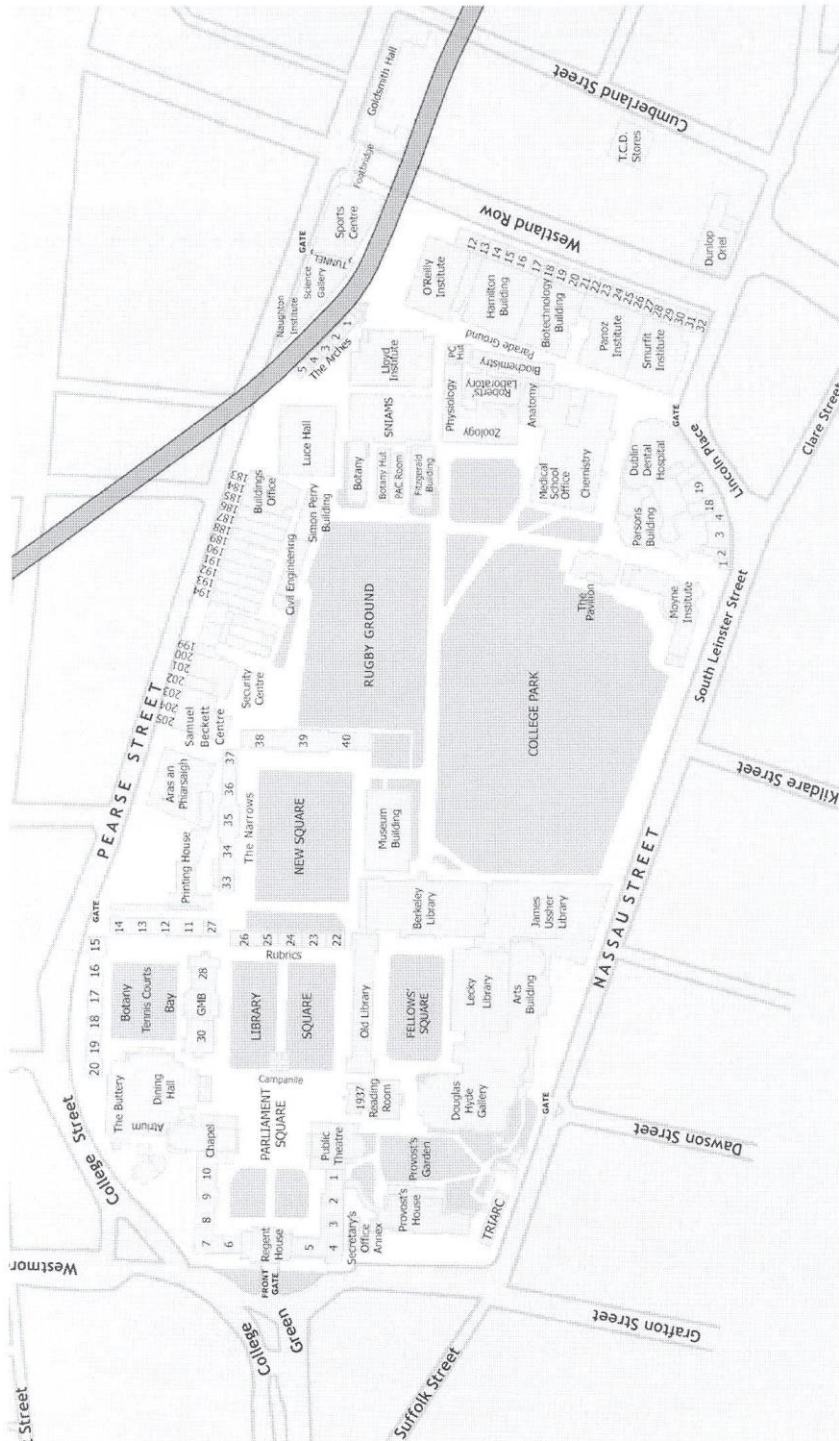 Street
Westmor
College Street
PEARSE STREET
College
Green
FRONT
GATE
Regent
House
7
6
5
4
8
9
10
Chapel
3
2
1
Public
Theatre
PARLIAMENT
SQUARE
Campanile
The Buttery
Atrium
Dining
Hall
20
19
18
17
16
15
GATE
Botany
Tennis Courts
Bay
30
GMB
28
14
13
12
11
27
LIBRARY
SQUARE
26
25
24
23
22
Rubrics
Old Library
1937
Reading
Room
FELLOWS'
SQUARE
Secretary's
Office
Annex
Provost's
House
Provost's
Garden
TRIARC
Douglas
Hyde
Gallery
Lecky
Library
Arts
Building
GATE
Berkeley
Library
James
Ussher
Library
Printing House
Aras an
Phiarsaigh
33
34
35
36
37
The Narrows
NEW SQUARE
38
39
40
Museum
Building
Samuel
Beckett
Centre
205
204
203
202
201
200
199
Security
Centre
194
193
192
191
190
189
188
187
186
185
184
183
Buildings
Office
Civil Engineering
Simon Perry
Building
RUGBY GROUND
COLLEGE PARK
The
Pavilion
Luce Hall
Botany
Botany Hut
PAC Room
Fitzgerald
Building
SNIAMS
Lloyd
Institute
5
4
3
2
1
The Arches
Naughton
Institute
Science
Gallery
TUNNEL
GATE
Sports
Centre
Footbridge
Goldsmith Hall
Physiology
Zoology
PC
Hut
Roberts'
Laboratory
Biochemistry
Anatomy
Parade Ground
O'Reilly
Institute
Hamilton
Building
Biotechnology
Building
Panoz
Institute
Smurfit
Institute
12
13
14
15
16
17
18
19
20
21
22
23
24
25
26
27
28
29
30
31
32
Medical
School
Office
Chemistry
Dublin
Dental
Hospital
Parsons
Building
Moyne
Institute
GATE
19
18
4
3
2
1
Lincoln Place
Westland Row
Cumberland Street
T.C.D.
Stores
Dunlop
Oriel
Clare Street
South Leinster Street
Kildare Street
NASSAU STREET
Dawson Street
Grafton Street
Suffolk Street